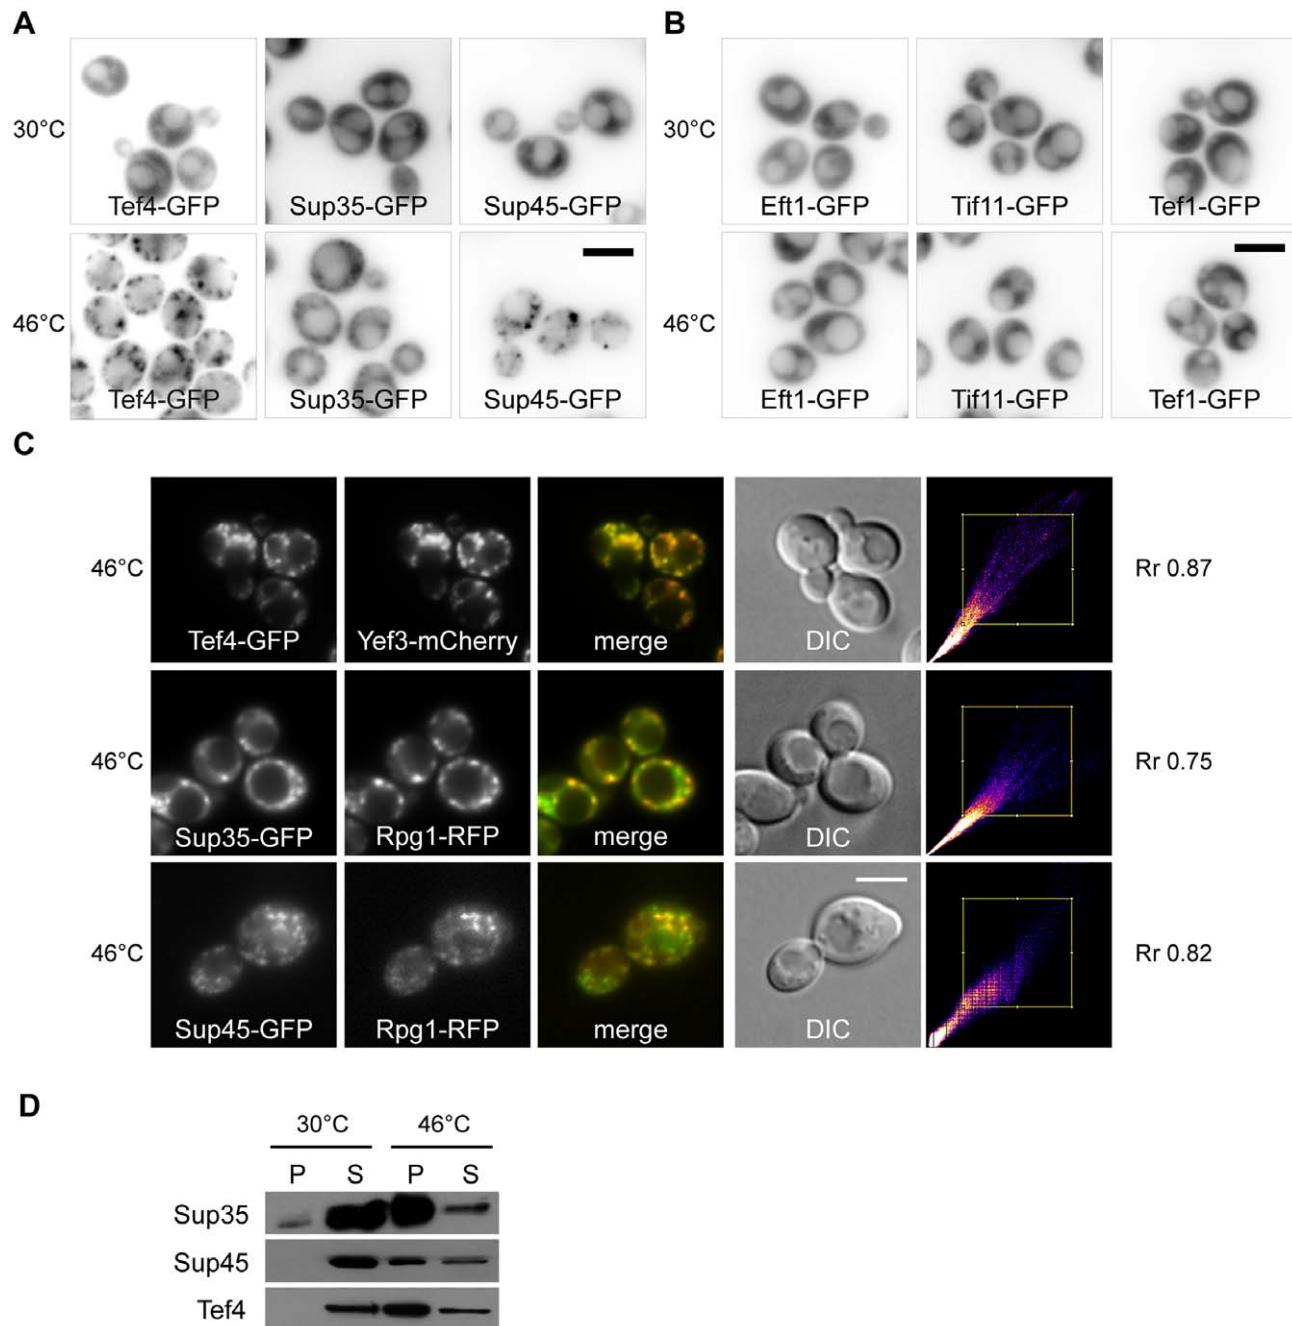 A
B
30°C
Tef4-GFP
Sup35-GFP
Sup45-GFP
30°C
Eft1-GFP
Tif11-GFP
Tef1-GFP
46°C
Tef4-GFP
Sup35-GFP
Sup45-GFP
46°C
Eft1-GFP
Tif11-GFP
Tef1-GFP
C
46°C
Tef4-GFP
Yef3-mCherry
merge
DIC
Rr 0.87
46°C
Sup35-GFP
Rpg1-RFP
merge
DIC
Rr 0.75
46°C
Sup45-GFP
Rpg1-RFP
merge
DIC
Rr 0.82
D
30°C
46°C
P
S
P
S
Sup35
Sup45
Tef4